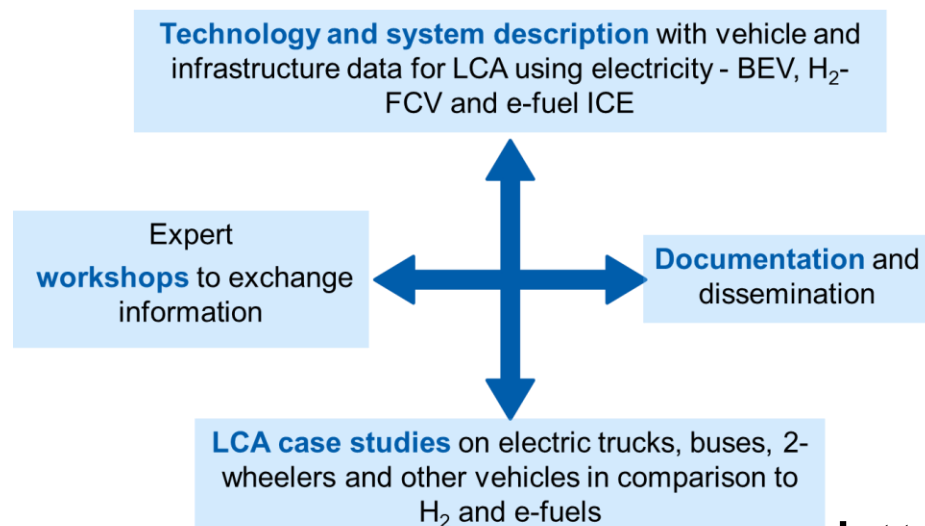 Technology and system description with vehicle and
infrastructure data for LCA using electricity - BEV, H₂-
FCV and e-fuel ICE
Expert
workshops to exchange
information
Documentation and
dissemination
LCA case studies on electric trucks, buses, 2-
wheelers and other vehicles in comparison to
H₂ and e-fuels